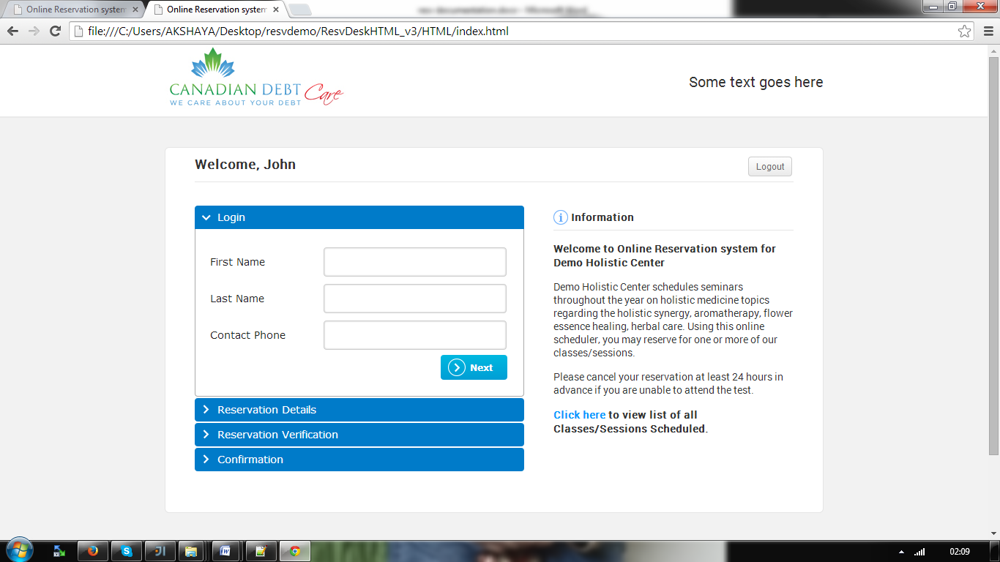 Online Reservation system
Online Reservation system
file:///C:/Users/AKSHAYA/Desktop/resvdemo/ResvDeskHTML_v3/HTML/index.html
CANADIAN DEBT Care
WE CARE ABOUT YOUR DEBT
Some text goes here
Welcome, John
Logout
Login
First Name
Last Name
Contact Phone
Next
Reservation Details
Reservation Verification
Confirmation
Information
Welcome to Online Reservation system for
Demo Holistic Center
Demo Holistic Center schedules seminars
throughout the year on holistic medicine topics
regarding the holistic synergy, aromatherapy, flower
essence healing, herbal care. Using this online
scheduler, you may reserve for one or more of our
classes/sessions.
Please cancel your reservation at least 24 hours in
advance if you are unable to attend the test.
Click here to view list of all
Classes/Sessions Scheduled.
02:09